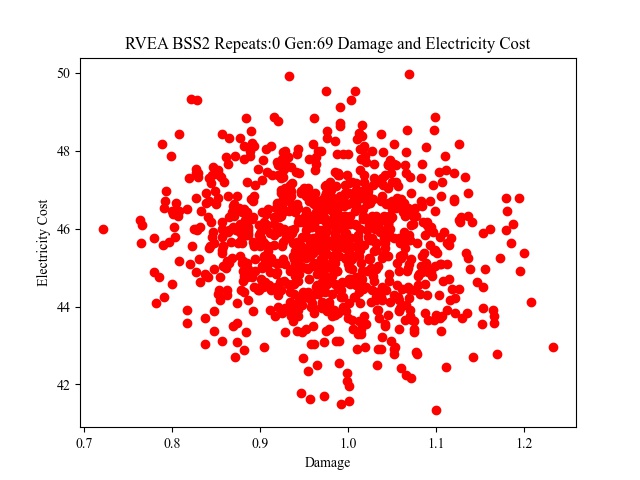 RVEA BSS2 Repeats:0 Gen:69 Damage and Electricity Cost
50
48
46
44
42
Electricity Cost
0.7 0.8 0.9 1.0 1.1 1.2
Damage